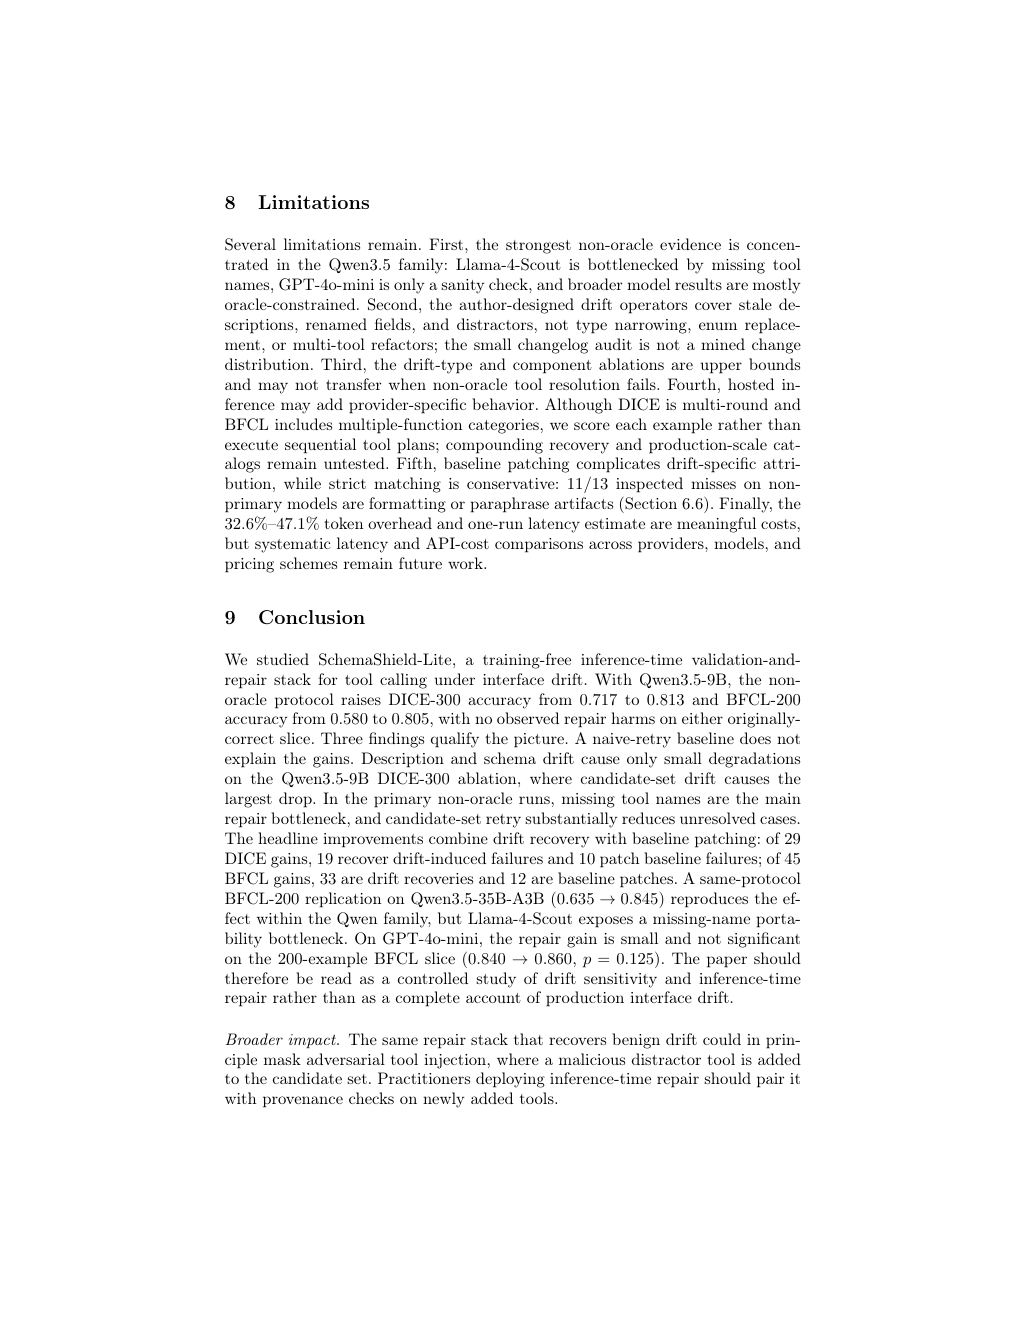 8 Limitations
Several limitations remain. First, the strongest non-oracle evidence is concen-
trated in the Qwen3.5 family: Llama-4-Scout is bottlenecked by missing tool
names, GPT-4o-mini is only a sanity check, and broader model results are mostly
oracle-constrained. Second, the author-designed drift operators cover stale de-
scriptions, renamed fields, and distractors, not type narrowing, enum replace-
ment, or multi-tool refactors; the small changelog audit is not a mined change
distribution. Third, the drift-type and component ablations are upper bounds
and may not transfer when non-oracle tool resolution fails. Fourth, hosted in-
ference may add provider-specific behavior. Although DICE is multi-round and
BFCL includes multiple-function categories, we score each example rather than
execute sequential tool plans; compounding recovery and production-scale cat-
alogs remain untested. Fifth, baseline patching complicates drift-specific attri-
bution, while strict matching is conservative: 11/13 inspected misses on non-
primary models are formatting or paraphrase artifacts (Section 6.6). Finally, the
32.6%–47.1% token overhead and one-run latency estimate are meaningful costs,
but systematic latency and API-cost comparisons across providers, models, and
pricing schemes remain future work.
9 Conclusion
We studied SchemaShield-Lite, a training-free inference-time validation-and-
repair stack for tool calling under interface drift. With Qwen3.5-9B, the non-
oracle protocol raises DICE-300 accuracy from 0.717 to 0.813 and BFCL-200
accuracy from 0.580 to 0.805, with no observed repair harms on either originally-
correct slice. Three findings qualify the picture. A naive-retry baseline does not
explain the gains. Description and schema drift cause only small degradations
on the Qwen3.5-9B DICE-300 ablation, where candidate-set drift causes the
largest drop. In the primary non-oracle runs, missing tool names are the main
repair bottleneck, and candidate-set retry substantially reduces unresolved cases.
The headline improvements combine drift recovery with baseline patching: of 29
DICE gains, 19 recover drift-induced failures and 10 patch baseline failures; of 45
BFCL gains, 33 are drift recoveries and 12 are baseline patches. A same-protocol
BFCL-200 replication on Qwen3.5-35B-A3B (0.635 → 0.845) reproduces the ef-
fect within the Qwen family, but Llama-4-Scout exposes a missing-name porta-
bility bottleneck. On GPT-4o-mini, the repair gain is small and not significant
on the 200-example BFCL slice (0.840 → 0.860, p = 0.125). The paper should
therefore be read as a controlled study of drift sensitivity and inference-time
repair rather than as a complete account of production interface drift.
Broader impact. The same repair stack that recovers benign drift could in prin-
ciple mask adversarial tool injection, where a malicious distractor tool is added
to the candidate set. Practitioners deploying inference-time repair should pair it
with provenance checks on newly added tools.